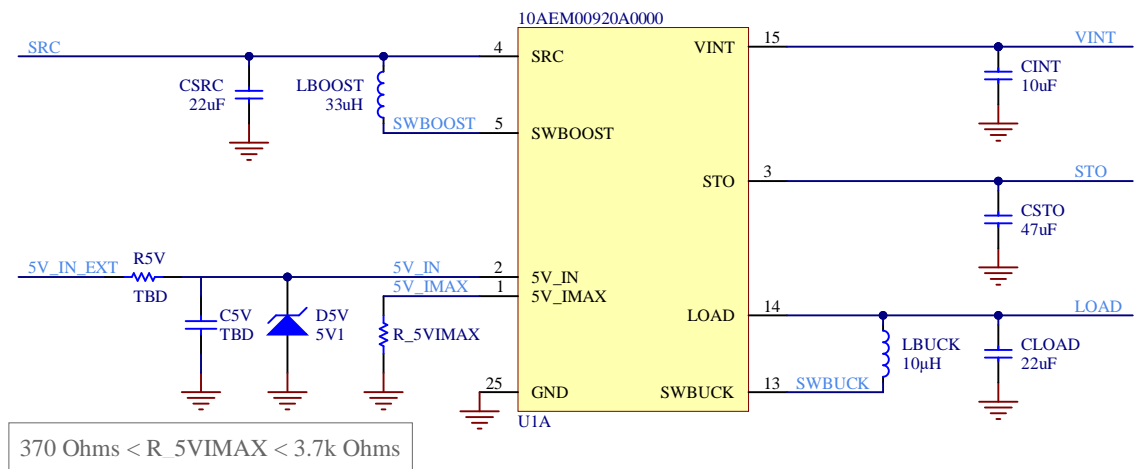 10AEM00920A0000
SRC
4
SRC
VINT
15
VINT
CSRC
22uF
LBOOST
33uH
CINT
10uF
SWBOOST
5
SWBOOST
STO
3
STO
CSTO
47uF
5V_IN_EXT
R5V
TBD
5V_IN
2
5V_IN
5V_IMAX
1
5V_IMAX
C5V
TBD
D5V
5V1
R_5VIMAX
LOAD
14
LOAD
LBUCK
10µH
CLOAD
22uF
25
GND
SWBUCK
13
SWBUCK
U1A
370 Ohms < R_5VIMAX < 3.7k Ohms